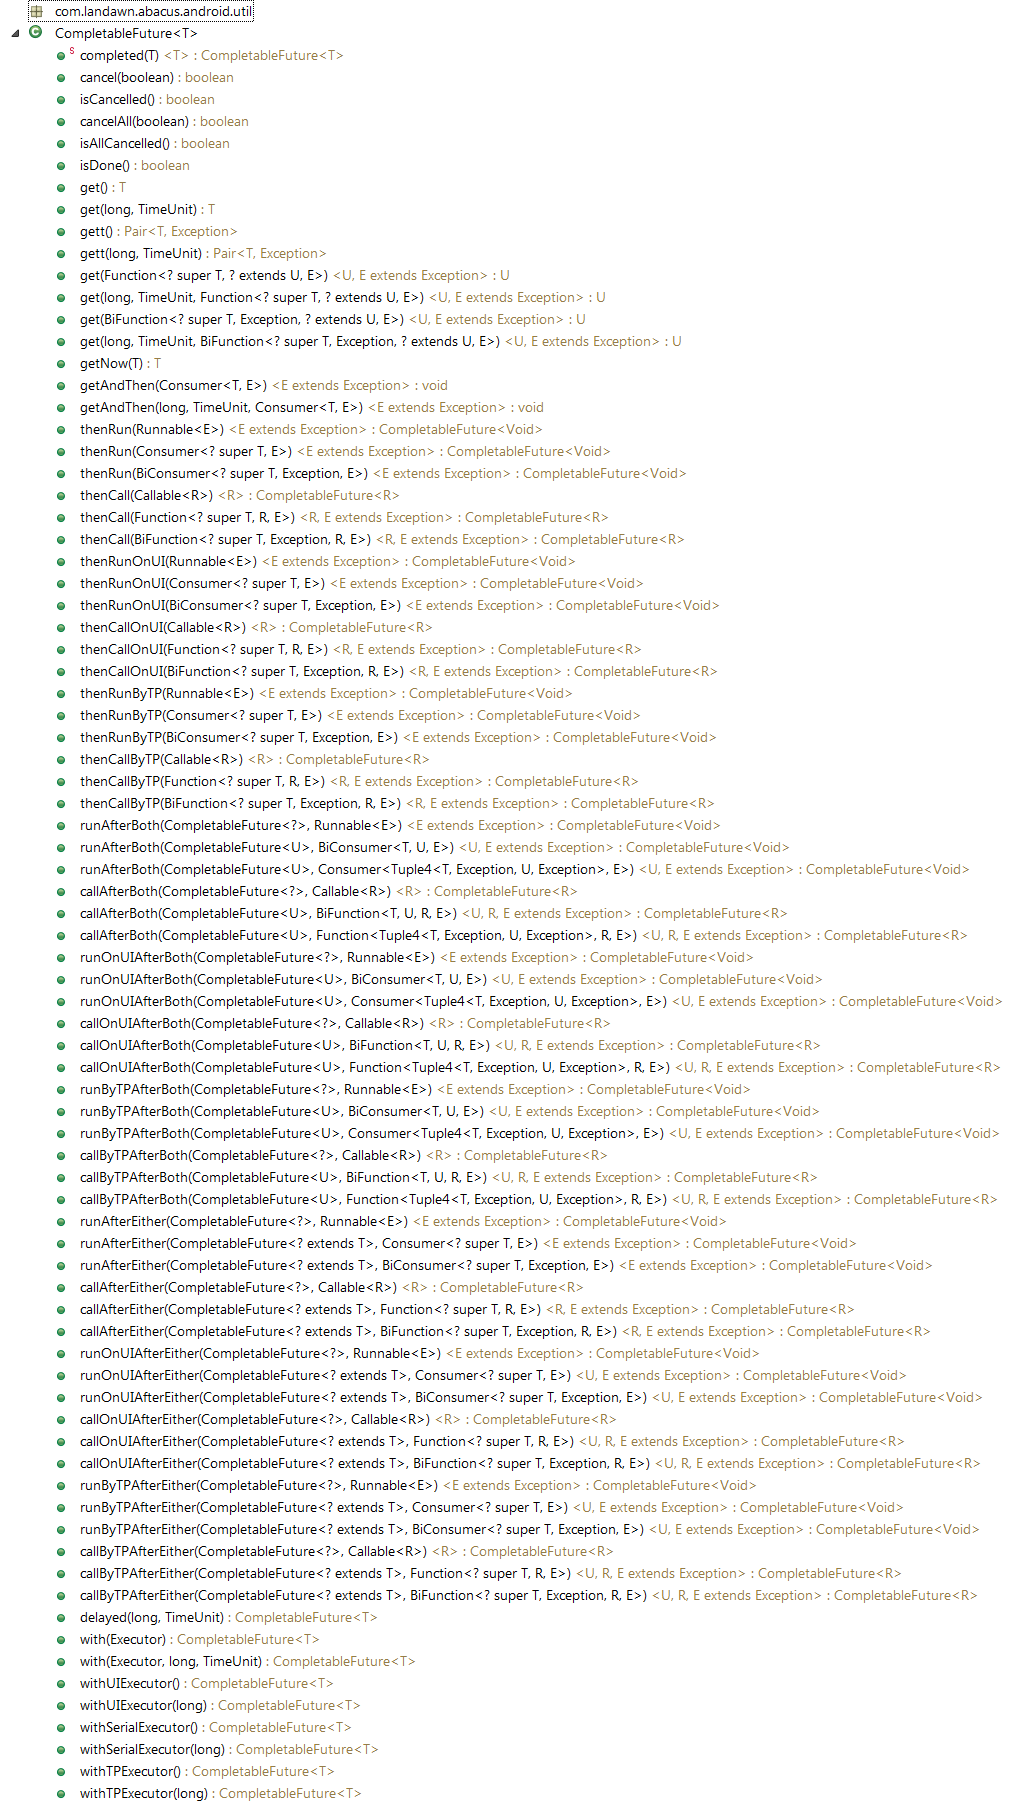 com.landawn.abacus.android.util
CompletableFuture<T>
completed(T) <T> : CompletableFuture<T>
cancel(boolean) : boolean
isCancelled() : boolean
cancelAll(boolean) : boolean
isAllCancelled() : boolean
isDone() : boolean
get() : T
get(long, TimeUnit) : T
gett() : Pair<T, Exception>
gett(long, TimeUnit) : Pair<T, Exception>
get(Function<? super T, ? extends U, E>) <U, E extends Exception> : U
get(long, TimeUnit, Function<? super T, ? extends U, E>) <U, E extends Exception> : U
get(BiFunction<? super T, Exception, ? extends U, E>) <U, E extends Exception> : U
get(long, TimeUnit, BiFunction<? super T, Exception, ? extends U, E>) <U, E extends Exception> : U
getNow(T) : T
getAndThen(Consumer<T, E>) <E extends Exception> : void
getAndThen(long, TimeUnit, Consumer<T, E>) <E extends Exception> : void
thenRun(Runnable<E>) <E extends Exception> : CompletableFuture<Void>
thenRun(Consumer<? super T, E>) <E extends Exception> : CompletableFuture<Void>
thenRun(BiConsumer<? super T, Exception, E>) <E extends Exception> : CompletableFuture<Void>
thenCall(Callable<R>) <R> : CompletableFuture<R>
thenCall(Function<? super T, R, E>) <R, E extends Exception> : CompletableFuture<R>
thenCall(BiFunction<? super T, Exception, R, E>) <R, E extends Exception> : CompletableFuture<R>
thenRunOnUI(Runnable<E>) <E extends Exception> : CompletableFuture<Void>
thenRunOnUI(Consumer<? super T, E>) <E extends Exception> : CompletableFuture<Void>
thenRunOnUI(BiConsumer<? super T, Exception, E>) <E extends Exception> : CompletableFuture<Void>
thenCallOnUI(Callable<R>) <R> : CompletableFuture<R>
thenCallOnUI(Function<? super T, R, E>) <R, E extends Exception> : CompletableFuture<R>
thenCallOnUI(BiFunction<? super T, Exception, R, E>) <R, E extends Exception> : CompletableFuture<R>
thenRunByTP(Runnable<E>) <E extends Exception> : CompletableFuture<Void>
thenRunByTP(Consumer<? super T, E>) <E extends Exception> : CompletableFuture<Void>
thenRunByTP(BiConsumer<? super T, Exception, E>) <E extends Exception> : CompletableFuture<Void>
thenCallByTP(Callable<R>) <R> : CompletableFuture<R>
thenCallByTP(Function<? super T, R, E>) <R, E extends Exception> : CompletableFuture<R>
thenCallByTP(BiFunction<? super T, Exception, R, E>) <R, E extends Exception> : CompletableFuture<R>
runAfterBoth(CompletableFuture<?>, Runnable<E>) <E extends Exception> : CompletableFuture<Void>
runAfterBoth(CompletableFuture<U>, BiConsumer<T, U, E>) <U, E extends Exception> : CompletableFuture<Void>
runAfterBoth(CompletableFuture<U>, Consumer<Tuple4<T, Exception, U, Exception>, E>) <U, E extends Exception> : CompletableFuture<Void>
callAfterBoth(CompletableFuture<?>, Callable<R>) <R> : CompletableFuture<R>
callAfterBoth(CompletableFuture<U>, BiFunction<T, U, R, E>) <U, R, E extends Exception> : CompletableFuture<R>
callAfterBoth(CompletableFuture<U>, Function<Tuple4<T, Exception, U, Exception>, R, E>) <U, R, E extends Exception> : CompletableFuture<R>
runOnUIAfterBoth(CompletableFuture<?>, Runnable<E>) <E extends Exception> : CompletableFuture<Void>
runOnUIAfterBoth(CompletableFuture<U>, BiConsumer<T, U, E>) <U, E extends Exception> : CompletableFuture<Void>
runOnUIAfterBoth(CompletableFuture<U>, Consumer<Tuple4<T, Exception, U, Exception>, E>) <U, E extends Exception> : CompletableFuture<Void>
callOnUIAfterBoth(CompletableFuture<?>, Callable<R>) <R> : CompletableFuture<R>
callOnUIAfterBoth(CompletableFuture<U>, BiFunction<T, U, R, E>) <U, R, E extends Exception> : CompletableFuture<R>
callOnUIAfterBoth(CompletableFuture<U>, Function<Tuple4<T, Exception, U, Exception>, R, E>) <U, R, E extends Exception> : CompletableFuture<R>
runByTPAfterBoth(CompletableFuture<?>, Runnable<E>) <E extends Exception> : CompletableFuture<Void>
runByTPAfterBoth(CompletableFuture<U>, BiConsumer<T, U, E>) <U, E extends Exception> : CompletableFuture<Void>
runByTPAfterBoth(CompletableFuture<U>, Consumer<Tuple4<T, Exception, U, Exception>, E>) <U, E extends Exception> : CompletableFuture<Void>
callByTPAfterBoth(CompletableFuture<?>, Callable<R>) <R> : CompletableFuture<R>
callByTPAfterBoth(CompletableFuture<U>, BiFunction<T, U, R, E>) <U, R, E extends Exception> : CompletableFuture<R>
callByTPAfterBoth(CompletableFuture<U>, Function<Tuple4<T, Exception, U, Exception>, R, E>) <U, R, E extends Exception> : CompletableFuture<R>
runAfterEither(CompletableFuture<?>, Runnable<E>) <E extends Exception> : CompletableFuture<Void>
runAfterEither(CompletableFuture<? extends T>, Consumer<? super T, E>) <E extends Exception> : CompletableFuture<Void>
runAfterEither(CompletableFuture<? extends T>, BiConsumer<? super T, Exception, E>) <E extends Exception> : CompletableFuture<Void>
callAfterEither(CompletableFuture<?>, Callable<R>) <R> : CompletableFuture<R>
callAfterEither(CompletableFuture<? extends T>, Function<? super T, R, E>) <R, E extends Exception> : CompletableFuture<R>
callAfterEither(CompletableFuture<? extends T>, BiFunction<? super T, Exception, R, E>) <R, E extends Exception> : CompletableFuture<R>
runOnUIAfterEither(CompletableFuture<?>, Runnable<E>) <E extends Exception> : CompletableFuture<Void>
runOnUIAfterEither(CompletableFuture<? extends T>, Consumer<? super T, E>) <U, E extends Exception> : CompletableFuture<Void>
runOnUIAfterEither(CompletableFuture<? extends T>, BiConsumer<? super T, Exception, E>) <U, E extends Exception> : CompletableFuture<Void>
callOnUIAfterEither(CompletableFuture<?>, Callable<R>) <R> : CompletableFuture<R>
callOnUIAfterEither(CompletableFuture<? extends T>, Function<? super T, R, E>) <U, R, E extends Exception> : CompletableFuture<R>
callOnUIAfterEither(CompletableFuture<? extends T>, BiFunction<? super T, Exception, R, E>) <U, R, E extends Exception> : CompletableFuture<R>
runByTPAfterEither(CompletableFuture<?>, Runnable<E>) <E extends Exception> : CompletableFuture<Void>
runByTPAfterEither(CompletableFuture<? extends T>, Consumer<? super T, E>) <U, E extends Exception> : CompletableFuture<Void>
runByTPAfterEither(CompletableFuture<? extends T>, BiConsumer<? super T, Exception, E>) <U, E extends Exception> : CompletableFuture<Void>
callByTPAfterEither(CompletableFuture<?>, Callable<R>) <R> : CompletableFuture<R>
callByTPAfterEither(CompletableFuture<? extends T>, Function<? super T, R, E>) <U, R, E extends Exception> : CompletableFuture<R>
callByTPAfterEither(CompletableFuture<? extends T>, BiFunction<? super T, Exception, R, E>) <U, R, E extends Exception> : CompletableFuture<R>
delayed(long, TimeUnit) : CompletableFuture<T>
with(Executor) : CompletableFuture<T>
with(Executor, long, TimeUnit) : CompletableFuture<T>
withUIExecutor() : CompletableFuture<T>
withUIExecutor(long) : CompletableFuture<T>
withSerialExecutor() : CompletableFuture<T>
withSerialExecutor(long) : CompletableFuture<T>
withTPExecutor() : CompletableFuture<T>
withTPExecutor(long) : CompletableFuture<T>